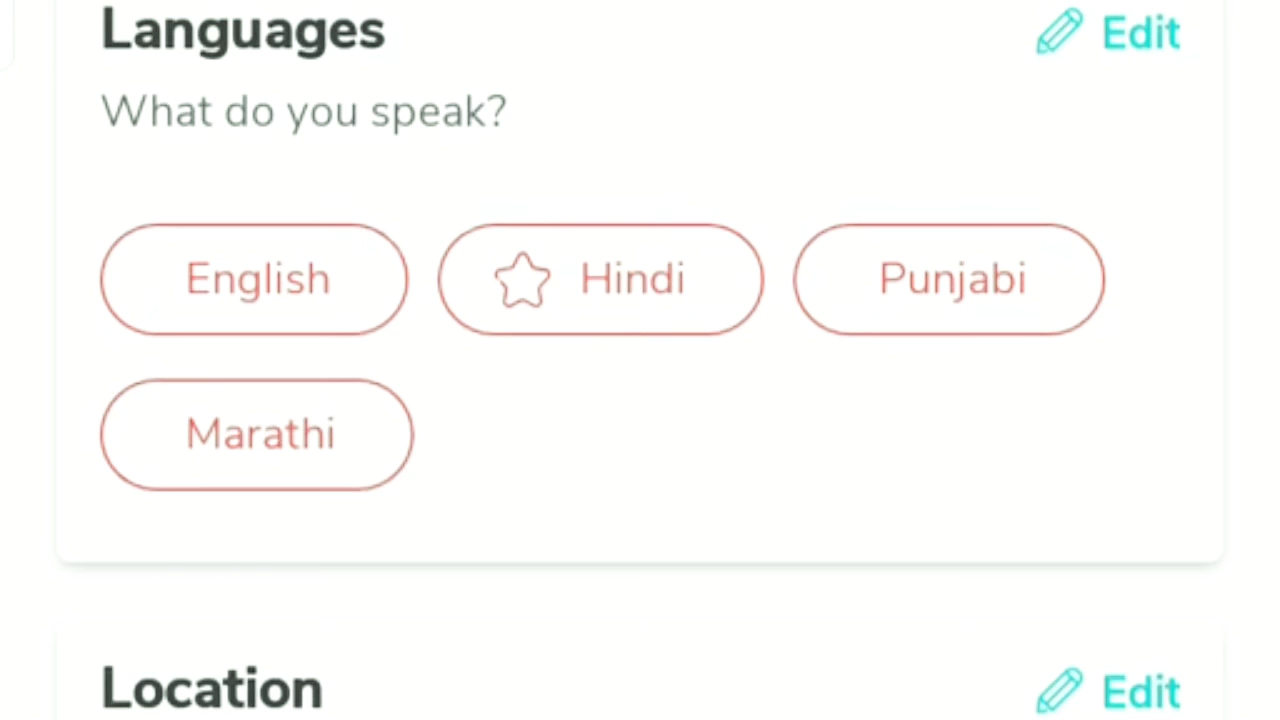 Languages Edit
What do you speak?
English Hindi Punjabi
Marathi
Location Edit